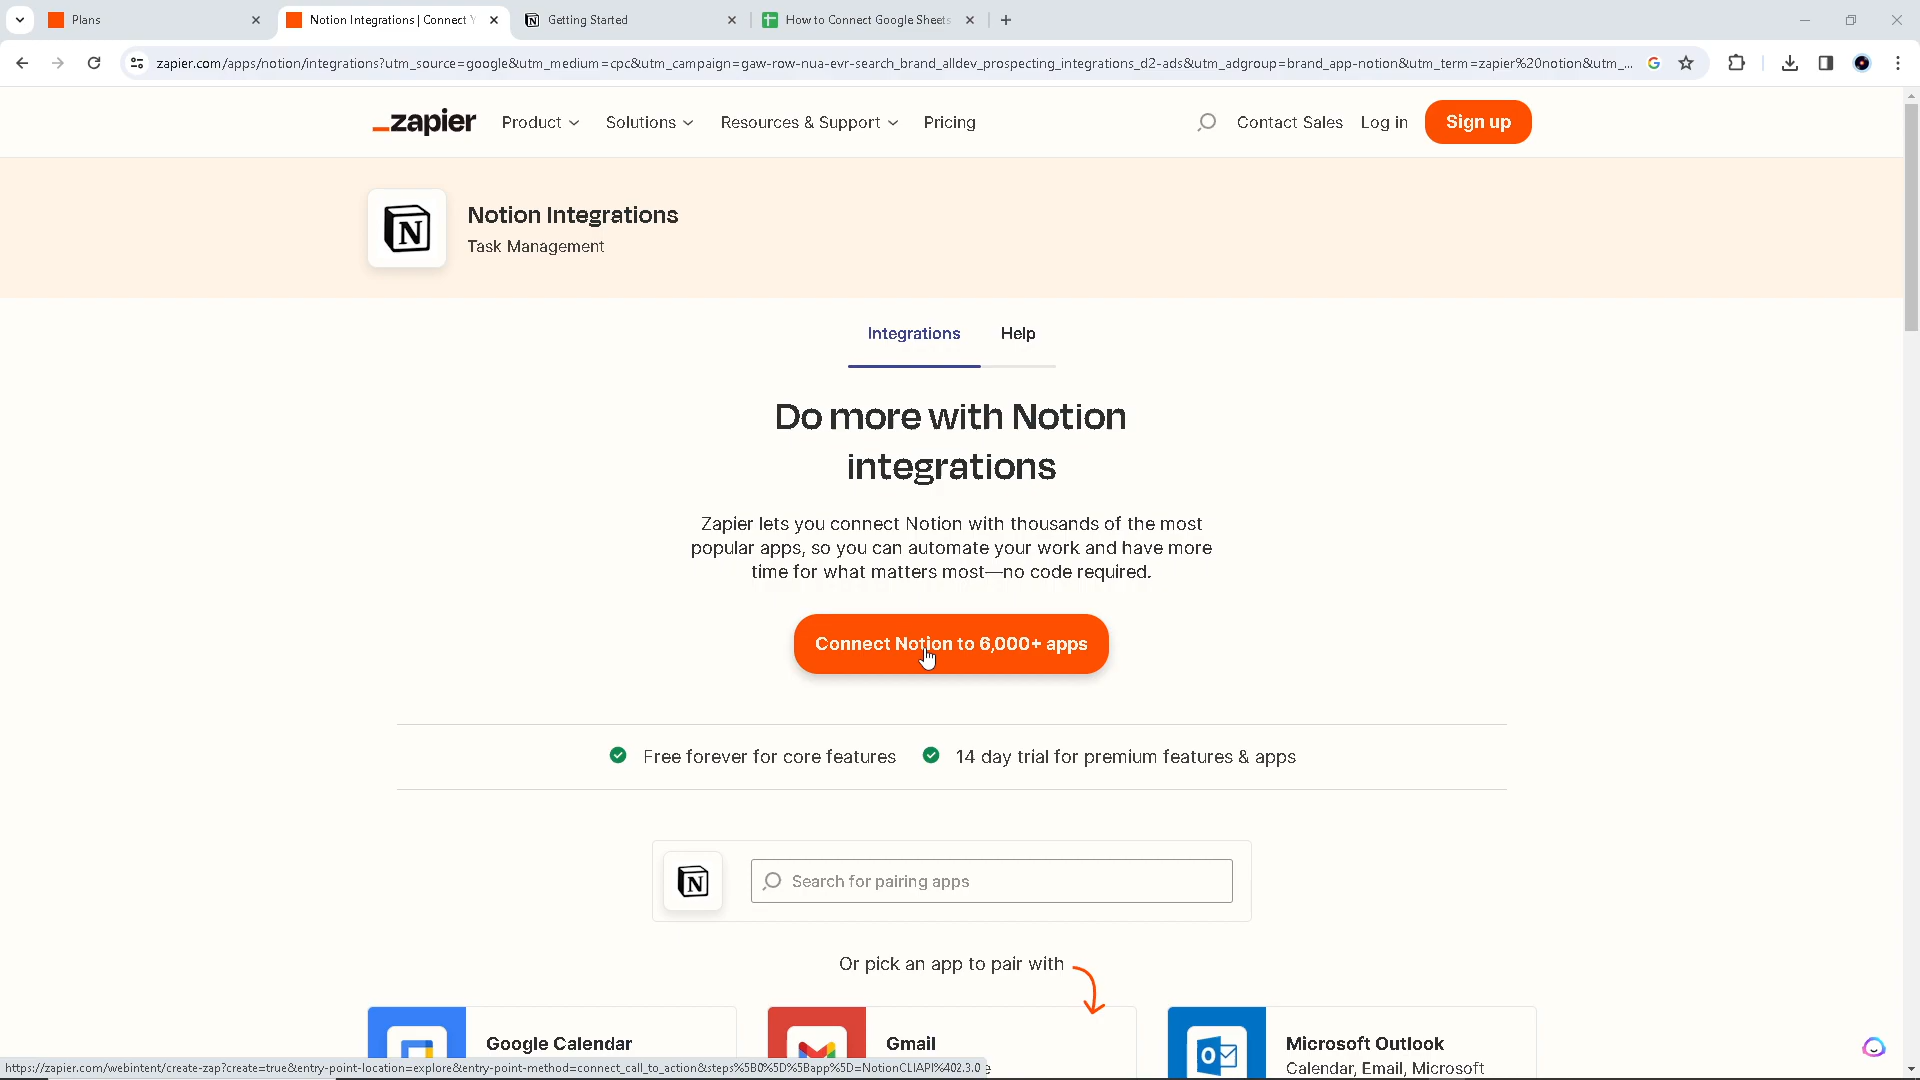 Plans
Notion Integrations | Connect Y
Getting Started
How to Connect Google Sheets
zapier.com/apps/notion/integrations?utm_source=google&utm_medium=cpc&utm_campaign=gaw-row-nua-evr-search_brand_alldev_prospecting_integrations_d2-ads&utm_adgroup=brand_app-notion&utm_term=zapier%20notion&utm_...
_zapier
Product
Solutions
Resources & Support
Pricing
Contact Sales
Log in
Sign up
Notion Integrations
Task Management
Integrations
Help
Do more with Notion
integrations
Zapier lets you connect Notion with thousands of the most
popular apps, so you can automate your work and have more
time for what matters most—no code required.
Connect Notion to 6,000+ apps
Free forever for core features
14 day trial for premium features & apps
Search for pairing apps
Or pick an app to pair with
Google Calendar
Gmail
Microsoft Outlook
Calendar, Email, Microsoft
https://zapier.com/webintent/create-zap?create=true&entry-point-location=explore&entry-point-method=connect_call_to_action&steps%5B0%5D%5Bapp%5D=NotionCLIAPI%402.3.0